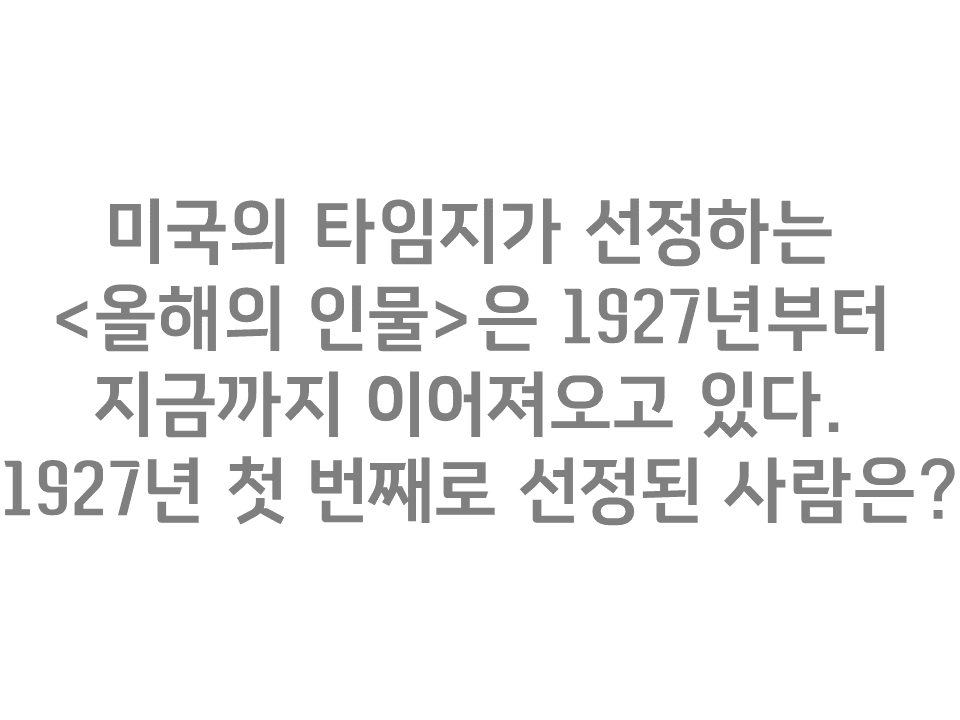 미국의 타임지가 선정하는
<올해의 인물>은 1927년부터
지금까지 이어져오고 있다.
1927년 첫 번째로 선정된 사람은?